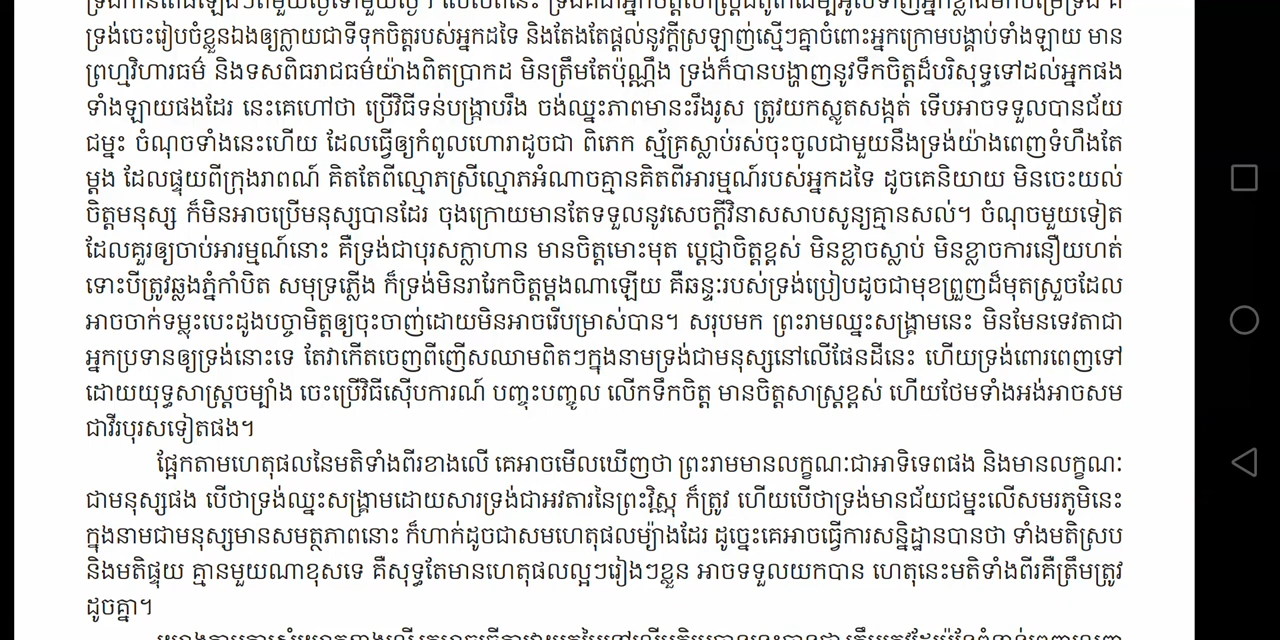 ទ្រង់ចេះរៀបចំខ្លួនឯងឲ្យក្លាយជាទីទុកចិត្តរបស់អ្នកដទៃ និងតែងតែផ្តល់នូវក្តីស្រឡាញ់ស្មើៗគ្នាចំពោះអ្នកក្រោមបង្គាប់ទាំងឡាយ មាន
ព្រហ្មវិហារធម៌ និងទសពិធរាជធម៌យ៉ាងពិតប្រាកដ មិនត្រឹមតែប៉ុណ្ណឹង ទ្រង់ក៏បានបង្ហាញនូវទឹកចិត្តដ៏បរិសុទ្ធទៅដល់អ្នកផង
ទាំងឡាយផងដែរ នេះគេហៅថា ប្រើវិធីទន់បង្ក្រាបរឹង ចង់ឈ្នះភាពមានះរឹងរូស ត្រូវយកស្លូតសង្កត់ ទើបអាចទទួលបានជ័យ
ជម្នះ ចំណុចទាំងនេះហើយ ដែលធ្វើឲ្យកំពូលហោរាដូចជា ពិភេក ស្ម័គ្រស្លាប់រស់ចុះចូលជាមួយនឹងទ្រង់យ៉ាងពេញទំហឹងតែ
ម្តង ដែលផ្ទុយពីក្រុងរាពណ៍ គិតតែពីល្មោភស្រីល្មោភអំណាចគ្មានគិតពីអារម្មណ៍របស់អ្នកដទៃ ដូចគេនិយាយ មិនចេះយល់
ចិត្តមនុស្ស ក៏មិនអាចប្រើមនុស្សបានដែរ ចុងក្រោយមានតែទទួលនូវសេចក្តីវិនាសសាបសូន្យគ្មានសល់។ ចំណុចមួយទៀត
ដែលគួរឲ្យចាប់អារម្មណ៍នោះ គឺទ្រង់ជាបុរសក្លាហាន មានចិត្តមោះមុត ប្តេជ្ញាចិត្តខ្ពស់ មិនខ្លាចស្លាប់ មិនខ្លាចការនឿយហត់
ទោះបីត្រូវឆ្លងភ្នំកាំបិត សមុទ្រភ្លើង ក៏ទ្រង់មិនរារែកចិត្តម្តងណាឡើយ គឺឆន្ទៈរបស់ទ្រង់ប្រៀបដូចជាមុខព្រួញដ៏មុតស្រួចដែល
អាចចាក់ទម្លុះបេះដូងបច្ចាមិត្តឲ្យចុះចាញ់ដោយមិនអាចរើបម្រាស់បាន។ សរុបមក ព្រះរាមឈ្នះសង្គ្រាមនេះ មិនមែនទេវតាជា
អ្នកប្រទានឲ្យទ្រង់នោះទេ តែវាកើតចេញពីញើសឈាមពិតៗក្នុងនាមទ្រង់ជាមនុស្សនៅលើផែនដីនេះ ហើយទ្រង់ពោរពេញទៅ
ដោយយុទ្ធសាស្ត្រចម្បាំង ចេះប្រើវិធីស៊ើបការណ៍ បញ្ចុះបញ្ចូល លើកទឹកចិត្ត មានចិត្តសាស្ត្រខ្ពស់ ហើយថែមទាំងអង់អាចសម
ជាវីរបុរសទៀតផង។
ផ្អែកតាមហេតុផលនៃមតិទាំងពីរខាងលើ គេអាចមើលឃើញថា ព្រះរាមមានលក្ខណៈជាអាទិទេពផង និងមានលក្ខណៈ
ជាមនុស្សផង បើថាទ្រង់ឈ្នះសង្គ្រាមដោយសារទ្រង់ជាអវតារនៃព្រះវិស្ណុ ក៏ត្រូវ ហើយបើថាទ្រង់មានជ័យជម្នះលើសមរភូមិនេះ
ក្នុងនាមជាមនុស្សមានសមត្ថភាពនោះ ក៏ហាក់ដូចជាសមហេតុផលម៉្យាងដែរ ដូច្នេះគេអាចធ្វើការសន្និដ្ឋានបានថា ទាំងមតិស្រប
និងមតិផ្ទុយ គ្មានមួយណាខុសទេ គឺសុទ្ធតែមានហេតុផលល្អៗរៀងៗខ្លួន អាចទទួលយកបាន ហេតុនេះមតិទាំងពីរគឺត្រឹមត្រូវ
ដូចគ្នា។